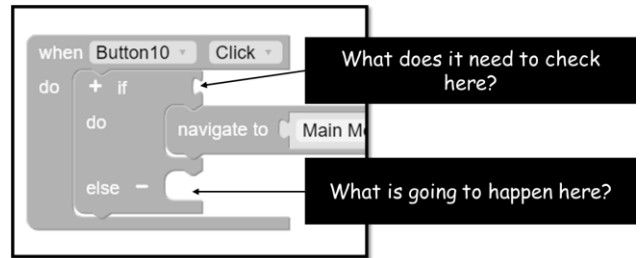 when Button10 Click
do + if
do navigate to Main M
else -
What does it need to check
here?
What is going to happen here?